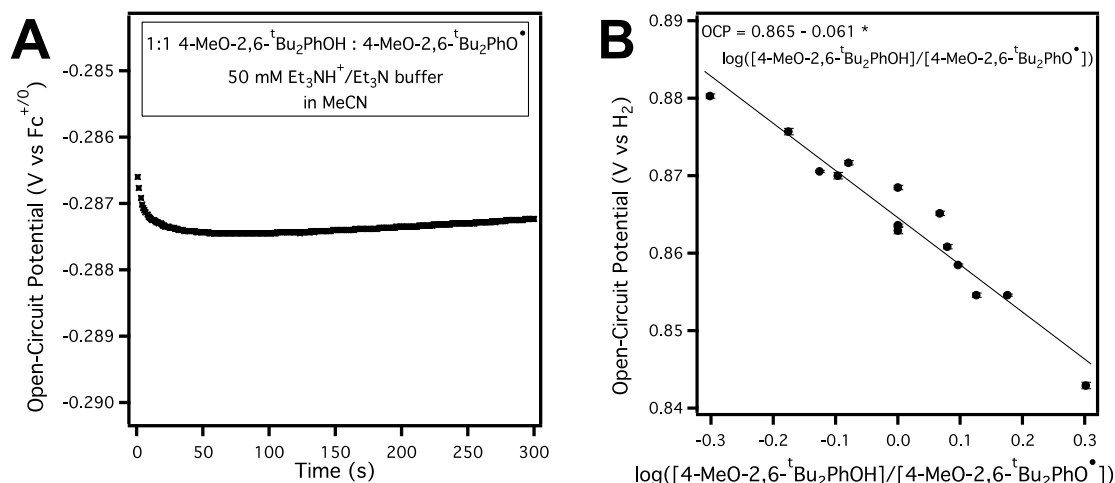 A
1:1 4-MeO-2,6-ᵗBu₂PhOH : 4-MeO-2,6-ᵗBu₂PhO•
50 mM Et₃NH⁺/Et₃N buffer
in MeCN
Open-Circuit Potential (V vs Fc⁺ᐟ⁰)
-0.285
-0.286
-0.287
-0.288
-0.289
-0.290
0 50 100 150 200 250 300
Time (s)
B
OCP = 0.865 - 0.061 *
log([4-MeO-2,6-ᵗBu₂PhOH]/[4-MeO-2,6-ᵗBu₂PhO•])
Open-Circuit Potential (V vs H₂)
0.89
0.88
0.87
0.86
0.85
0.84
-0.3 -0.2 -0.1 0.0 0.1 0.2 0.3
log([4-MeO-2,6-ᵗBu₂PhOH]/[4-MeO-2,6-ᵗBu₂PhO•])